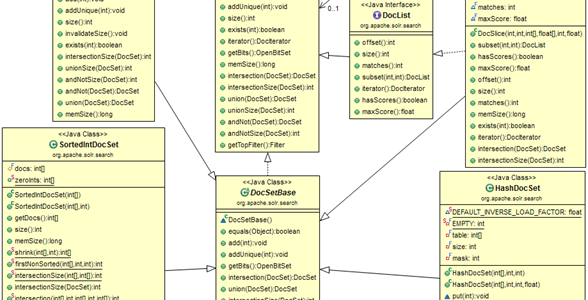 addUnique(int):void
size():int
invalidateSize():void
exists(int):boolean
intersectionSize(DocSet):int
unionSize(DocSet):int
andNotSize(DocSet):int
andNot(DocSet):DocSet
union(DocSet):DocSet
memSize():long
addUnique(int):void
size():int
exists(int):boolean
iterator():DocIterator
getBits():OpenBitSet
memSize():long
intersection(DocSet):DocSet
intersectionSize(DocSet):int
union(DocSet):DocSet
unionSize(DocSet):int
andNot(DocSet):DocSet
andNotSize(DocSet):int
getTopFilter():Filter
0..1
<<Java Interface>>
DocList
org.apache.solr.search
offset():int
size():int
matches():int
subset(int,int):DocList
iterator():DocIterator
hasScores():boolean
maxScore():float
matches: int
maxScore: float
DocSlice(int,int,int[],float[],int,float)
subset(int,int):DocList
hasScores():boolean
maxScore():float
offset():int
size():int
matches():int
memSize():long
exists(int):boolean
iterator():DocIterator
intersection(DocSet):DocSet
intersectionSize(DocSet):int
<<Java Class>>
SortedIntDocSet
org.apache.solr.search
docs: int[]
zeroInts: int[]
SortedIntDocSet(int[])
SortedIntDocSet(int[],int)
getDocs():int[]
size():int
memSize():long
shrink(int[],int):int[]
firstNonSorted(int[],int,int):int
intersectionSize(int[],int[]):int
intersectionSize(DocSet):int
<<Java Class>>
DocSetBase
org.apache.solr.search
DocSetBase()
equals(Object):boolean
add(int):void
addUnique(int):void
getBits():OpenBitSet
intersection(DocSet):DocSet
union(DocSet):DocSet
<<Java Class>>
HashDocSet
org.apache.solr.search
DEFAULT_INVERSE_LOAD_FACTOR: float
EMPTY: int
table: int[]
size: int
mask: int
HashDocSet(int[],int,int)
HashDocSet(int[],int,int,float)
put(int):void